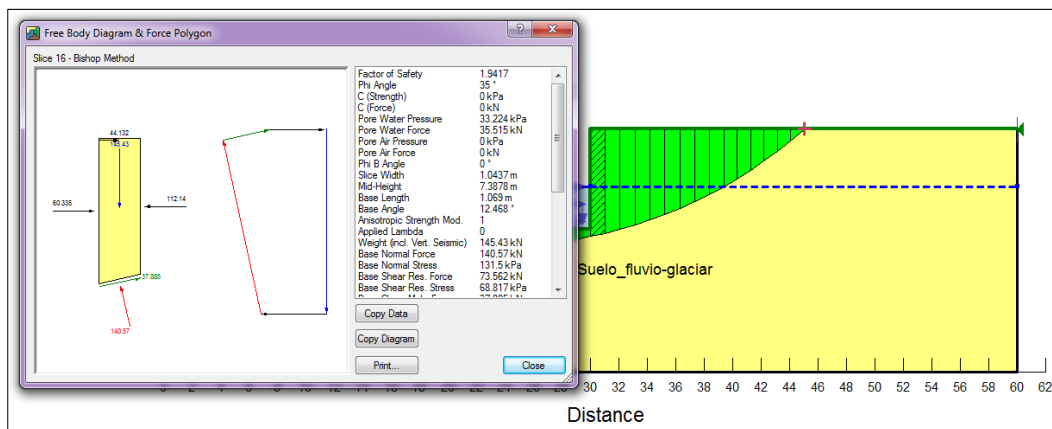 Free Body Diagram & Force Polygon
Slice 16 - Bishop Method
44.132
145.43
60.335
112.14
37.885
140.57
Factor of Safety 1.9417
Phi Angle 35 °
C (Strength) 0 kPa
C (Force) 0 kN
Pore Water Pressure 33.224 kPa
Pore Water Force 35.515 kN
Pore Air Pressure 0 kPa
Pore Air Force 0 kN
Phi B Angle 0 °
Slice Width 1.0437 m
Mid-Height 7.3878 m
Base Length 1.069 m
Base Angle 12.468 °
Anisotropic Strength Mod. 1
Applied Lambda 0
Weight (incl. Vert. Seismic) 145.43 kN
Base Normal Force 140.57 kN
Base Normal Stress 131.5 kPa
Base Shear Res. Force 73.562 kN
Base Shear Res. Stress 68.817 kPa
Copy Data
Copy Diagram
Print...
Close
Suelo_fluvio-glaciar
30 32 34 36 38 40 42 44 46 48 50 52 54 56 58 60 62
Distance